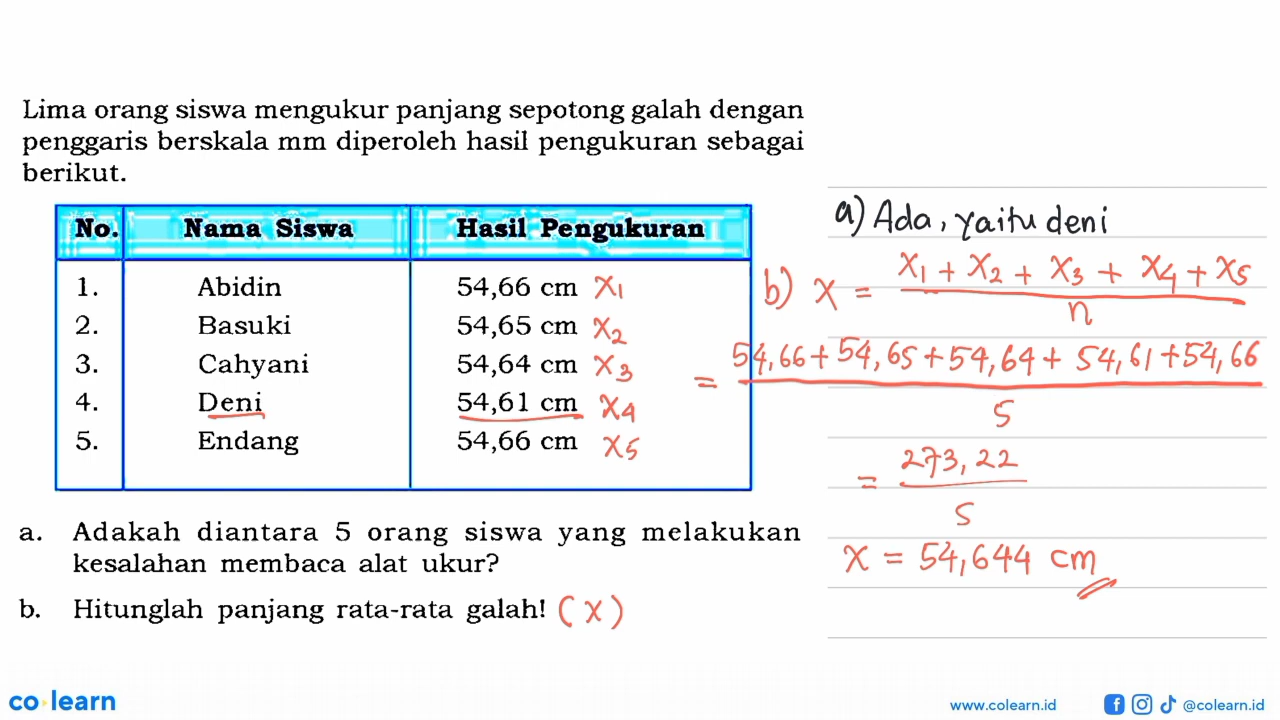 Lima orang siswa mengukur panjang sepotong galah dengan
penggaris berskala mm diperoleh hasil pengukuran sebagai
berikut.
No. Nama Siswa Hasil Pengukuran
1. Abidin 54,66 cm x1
2. Basuki 54,65 cm x2
3. Cahyani 54,64 cm x3
4. Deni 54,61 cm x4
5. Endang 54,66 cm x5
a. Adakah diantara 5 orang siswa yang melakukan
kesalahan membaca alat ukur?
b. Hitunglah panjang rata-rata galah! (x)
a) Ada, yaitu deni
b) x = x1 + x2 + x3 + x4 + x5
n
= 54,66+54,65+54,64+ 54,61+54,66
5
= 273,22
5
x = 54,644 cm
co learn
www.colearn.id @colearn.id